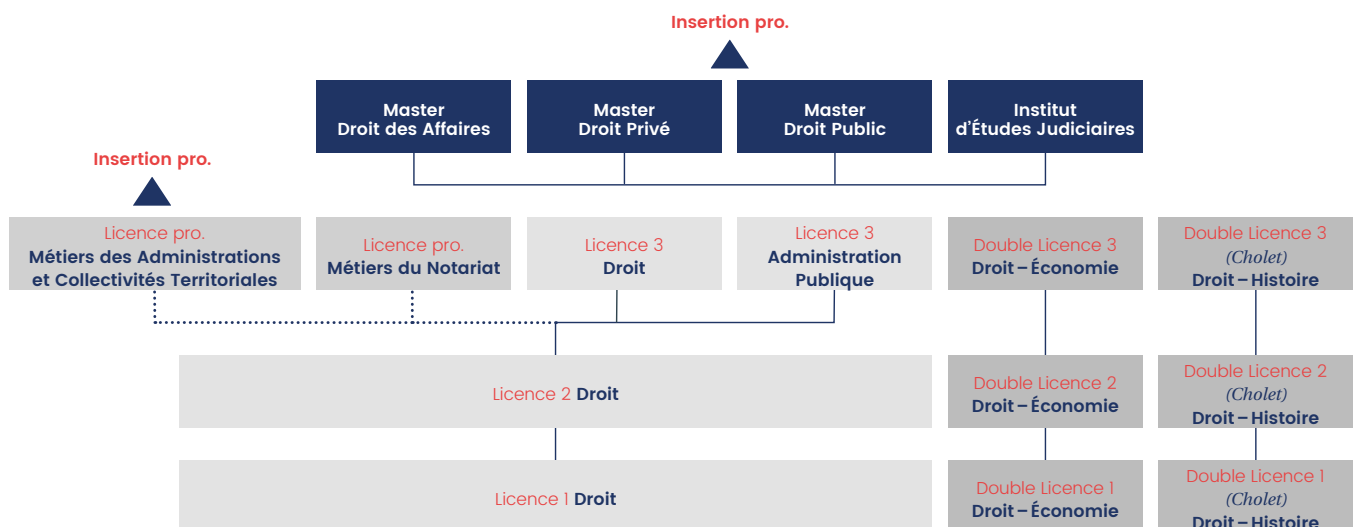 Insertion pro.
Master
Droit des Affaires
Master
Droit Privé
Master
Droit Public
Institut
d'Études Judiciaires
Insertion pro.
Licence pro.
Métiers des Administrations
et Collectivités Territoriales
Licence pro.
Métiers du Notariat
Licence 3
Droit
Licence 3
Administration
Publique
Double Licence 3
Droit – Économie
Double Licence 3
(Cholet)
Droit – Histoire
Licence 2 Droit
Double Licence 2
Droit – Économie
Double Licence 2
(Cholet)
Droit – Histoire
Licence 1 Droit
Double Licence 1
Droit – Économie
Double Licence 1
(Cholet)
Droit – Histoire